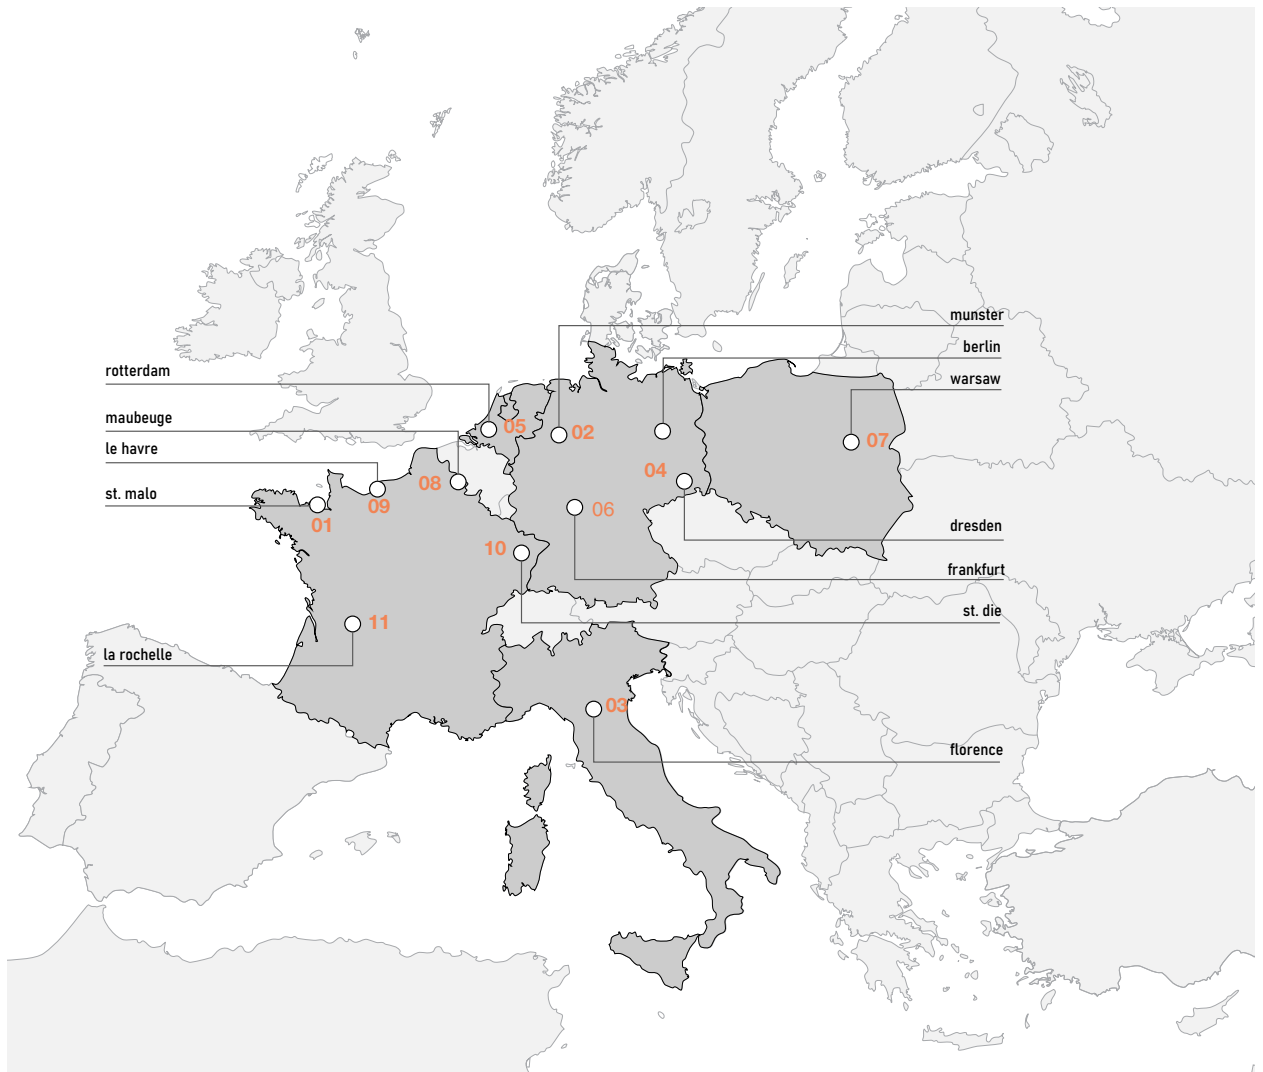 munster
berlin
rotterdam
warsaw
maubeuge
05
02
07
le havre
04
08
st. malo
09
06
01
dresden
10
frankfurt
st. die
11
la rochelle
03
florence